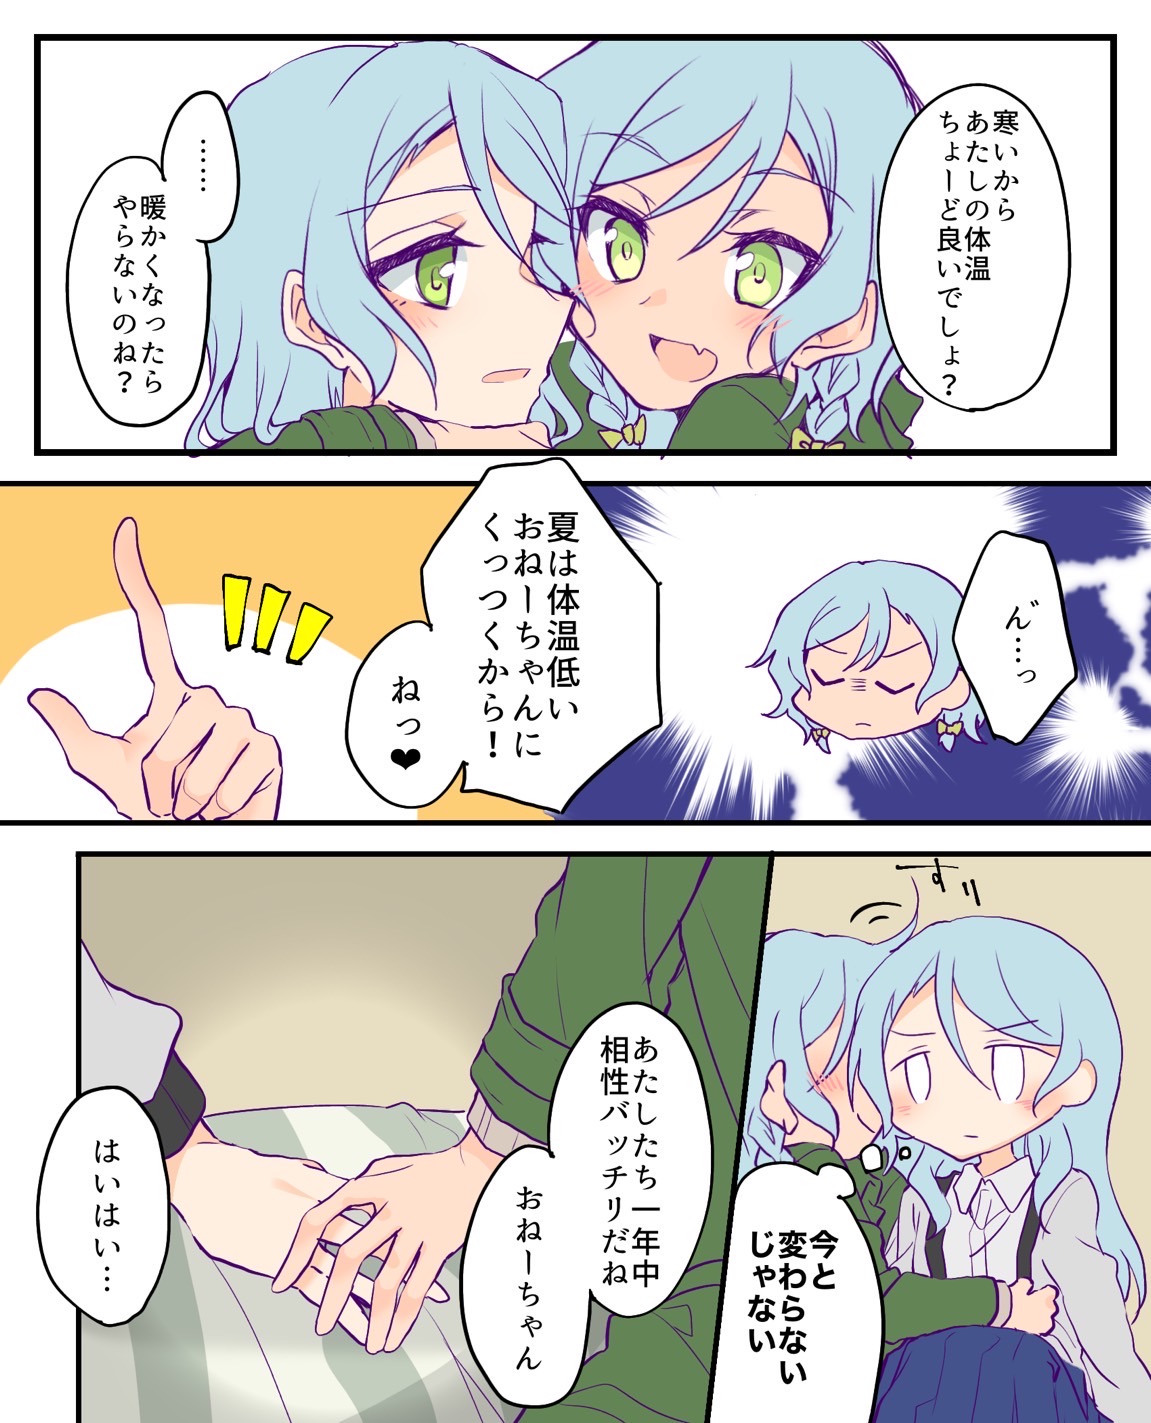 寒いから
あたしの体温
ちょーど良いでしょ？
……
暖かくなったら
やらないのね？
ん゛…っ
夏は体温低い
おねーちゃんに
くっつくから！
ねっ❤
すり
今と
変わらない
じゃない
あたしたち一年中
相性バッチリだね
おねーちゃん
はいはい…